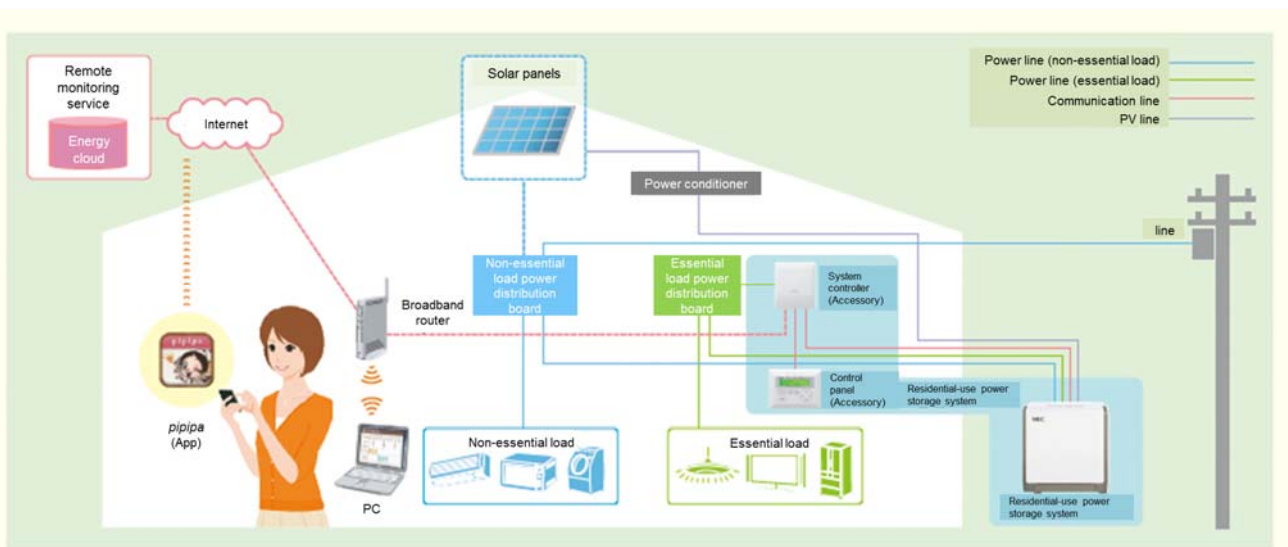 Remote
monitoring
service
Energy
cloud
Internet
Solar panels
Power line (non-essential load)
Power line (essential load)
Communication line
PV line
Power conditioner
line
Non-essential
load power
distribution
board
Essential
load power
distribution
board
System
controller
(Accessory)
Broadband
router
Control
panel
(Accessory)
Residential-use power
storage system
pipipa
pipipa
(App)
PC
Non-essential load
Essential load
NEC
Residential-use power
storage system